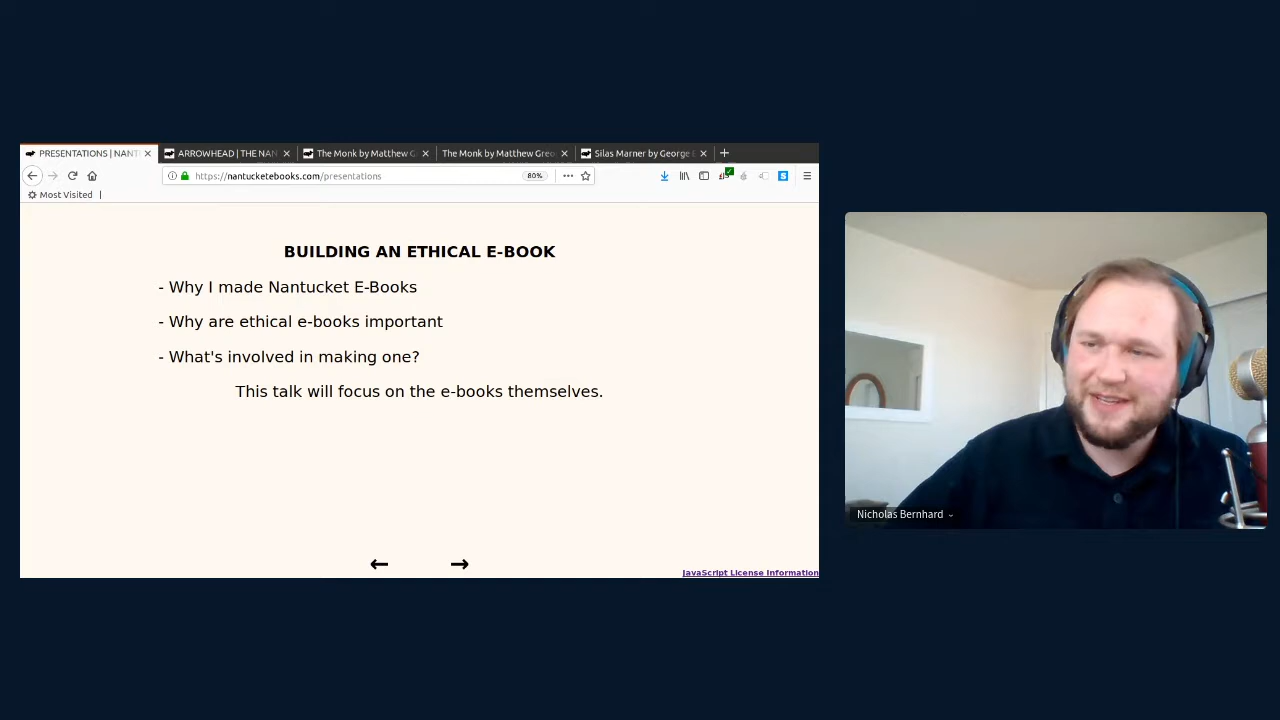 PRESENTATIONS | NANT
ARROWHEAD | THE NAN
The Monk by Matthew G
The Monk by Matthew Greg
Silas Marner by George E
https://nantucketebooks.com/presentations
80%
Most Visited
BUILDING AN ETHICAL E-BOOK
- Why I made Nantucket E-Books
- Why are ethical e-books important
- What's involved in making one?
This talk will focus on the e-books themselves.
← →
JavaScript License Information
Nicholas Bernhard